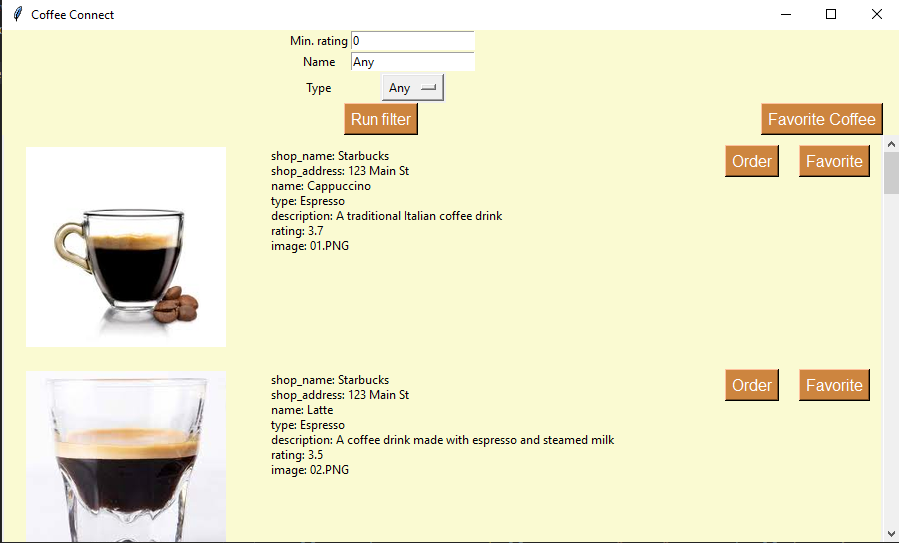 Coffee Connect
Min. rating 0
Name Any
Type Any
Run filter
Favorite Coffee
shop_name: Starbucks
shop_address: 123 Main St
name: Cappuccino
type: Espresso
description: A traditional Italian coffee drink
rating: 3.7
image: 01.PNG
Order Favorite
shop_name: Starbucks
shop_address: 123 Main St
name: Latte
type: Espresso
description: A coffee drink made with espresso and steamed milk
rating: 3.5
image: 02.PNG
Order Favorite